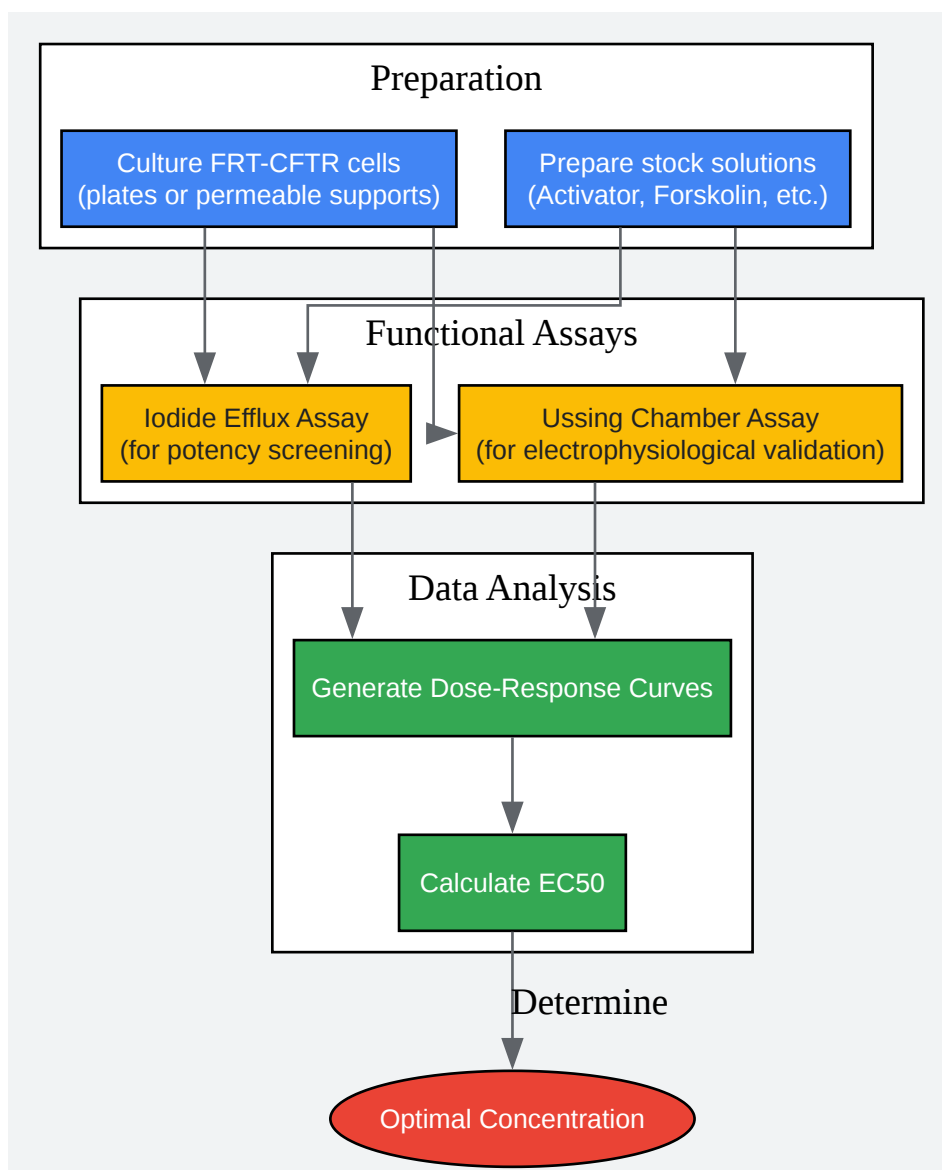 Preparation
Culture FRT-CFTR cells
(plates or permeable supports)
Prepare stock solutions
(Activator, Forskolin, etc.)
Functional Assays
Iodide Efflux Assay
(for potency screening)
Ussing Chamber Assay
(for electrophysiological validation)
Data Analysis
Generate Dose-Response Curves
Calculate EC50
Determine
Optimal Concentration